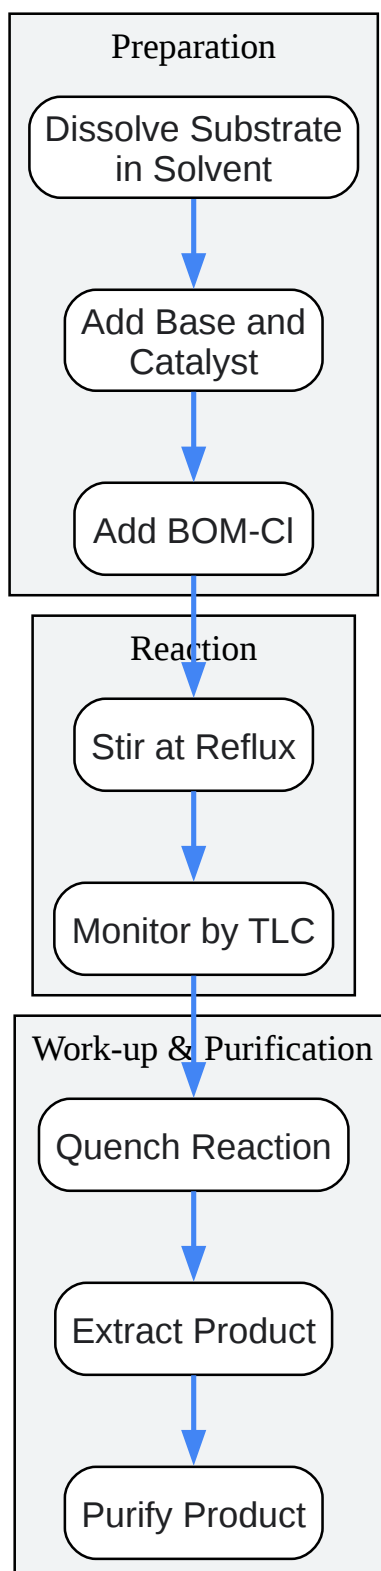 Preparation
Dissolve Substrate
in Solvent
Add Base and
Catalyst
Add BOM-Cl
Reaction
Stir at Reflux
Monitor by TLC
Work-up & Purification
Quench Reaction
Extract Product
Purify Product